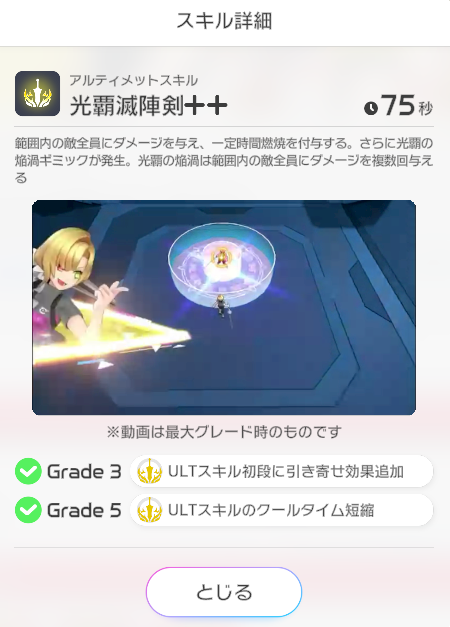 スキル詳細
アルティメットスキル
光覇滅陣剣++
75秒
範囲内の敵全員にダメージを与え、一定時間燃焼を付与する。さらに光覇の
焔渦ギミックが発生。光覇の焔渦は範囲内の敵全員にダメージを複数回与え
る
※動画は最大グレード時のものです
Grade 3 ULTスキル初段に引き寄せ効果追加
Grade 5 ULTスキルのクールタイム短縮
とじる